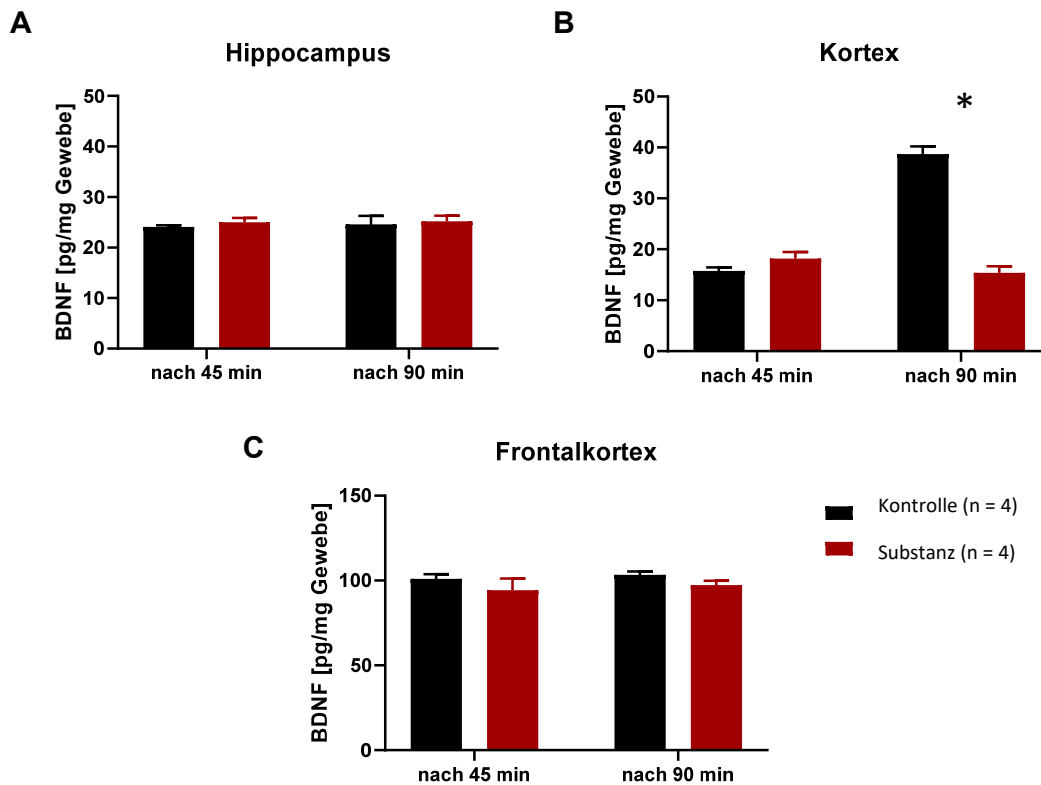 A
Hippocampus
BDNF [pg/mg Gewebe]
50
40
30
20
10
0
nach 45 min
nach 90 min
B
Kortex
BDNF [pg/mg Gewebe]
50
40
30
20
10
0
*
nach 45 min
nach 90 min
C
Frontalkortex
BDNF [pg/mg Gewebe]
150
100
50
0
nach 45 min
nach 90 min
Kontrolle (n = 4)
Substanz (n = 4)